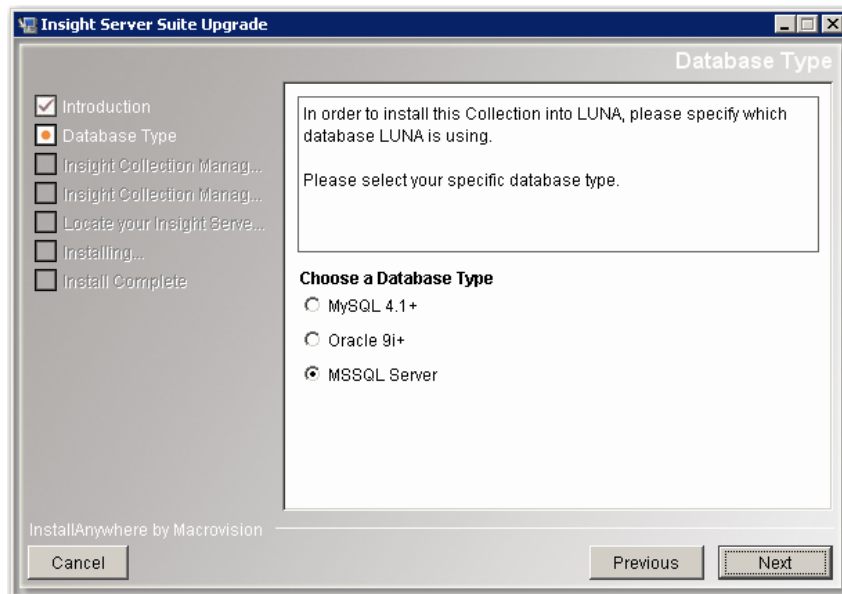 Insight Server Suite Upgrade
Database Type
Introduction
Database Type
Insight Collection Manag...
Insight Collection Manag...
Locate your Insight Serve...
Installing...
Install Complete
In order to install this Collection into LUNA, please specify which
database LUNA is using.
Please select your specific database type.
Choose a Database Type
MySQL 4.1+
Oracle 9i+
MSSQL Server
InstallAnywhere by Macrovision
Cancel
Previous
Next